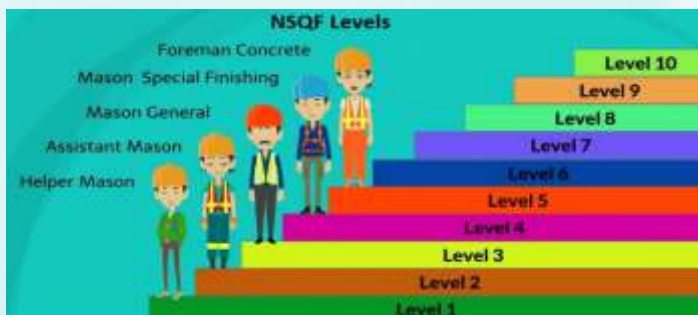 NSQF Levels
Foreman Concrete
Mason Special Finishing
Mason General
Assistant Mason
Helper Mason
Level 10
Level 9
Level 8
Level 7
Level 6
Level 5
Level 4
Level 3
Level 2
Level 1